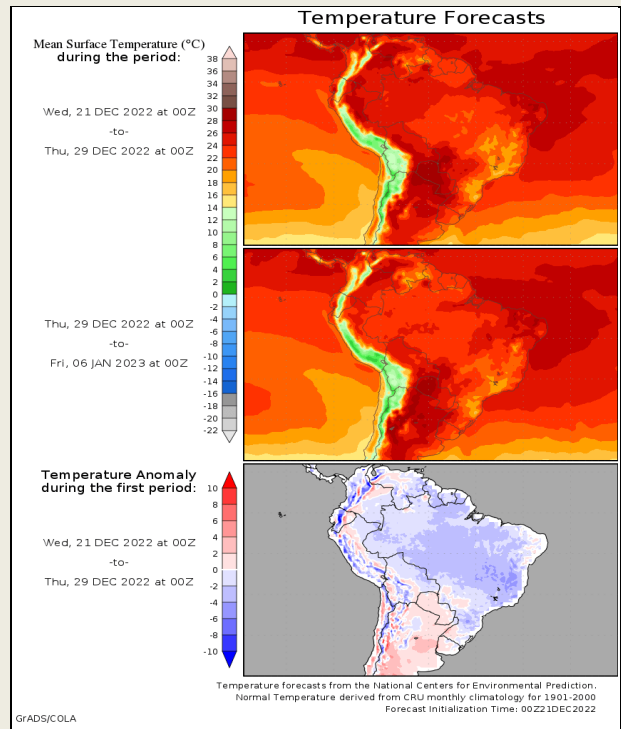 Temperature Forecasts
Mean Surface Temperature (°C)
during the period:
Wed, 21 DEC 2022 at 00Z
-to-
Thu, 29 DEC 2022 at 00Z
38
36
34
32
30
28
26
24
22
20
18
16
14
12
10
8
6
4
2
0
-2
-4
-6
-8
-10
-12
-14
-16
-18
-20
-22
Thu, 29 DEC 2022 at 00Z
-to-
Fri, 06 JAN 2023 at 00Z
Temperature Anomaly
during the first period:
Wed, 21 DEC 2022 at 00Z
-to-
Thu, 29 DEC 2022 at 00Z
10
8
6
4
2
0
-2
-4
-6
-8
-10
Temperature forecasts from the National Centers for Environmental Prediction.
Normal Temperature derived from CRU monthly climatology for 1901-2000
Forecast Initialization Time: 00Z21DEC2022
GrADS/COLA